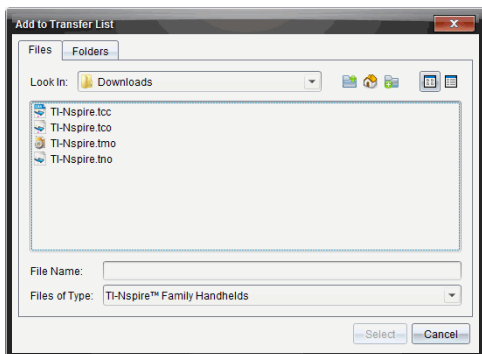 Add to Transfer List
Files Folders
Look In: Downloads
TI-Nspire.tcc
TI-Nspire.tco
TI-Nspire.tmo
TI-Nspire.tno
File Name:
Files of Type: TI-Nspire™ Family Handhelds
Select Cancel